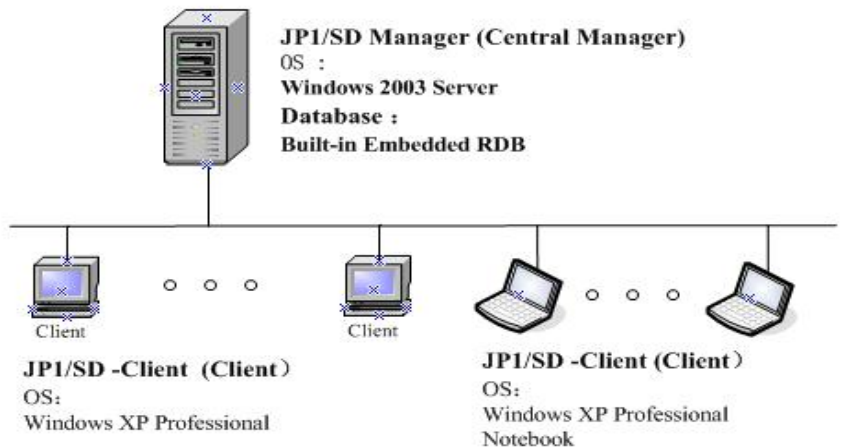 JP1/SD Manager (Central Manager)
OS :
Windows 2003 Server
Database :
Built-in Embedded RDB
Client
Client
JP1/SD -Client (Client）
OS：
Windows XP Professional
JP1/SD -Client (Client）
OS：
Windows XP Professional
Notebook